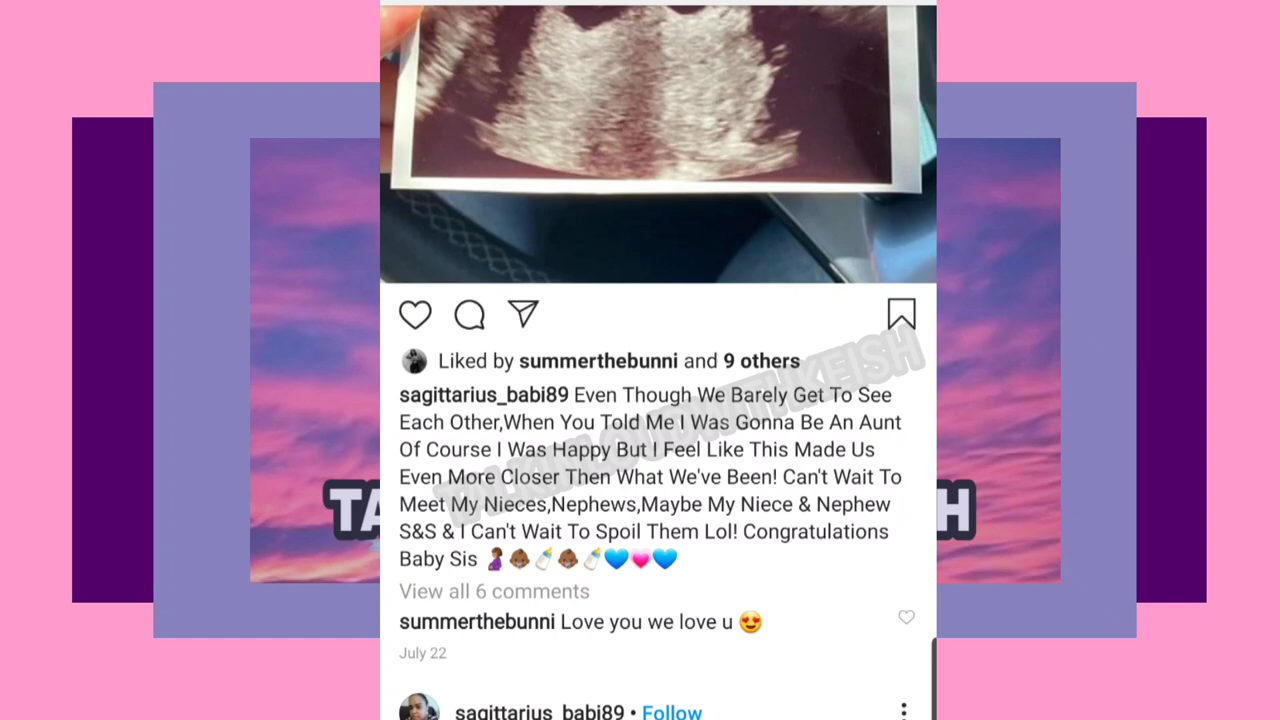 Liked by summerthebunni and 9 others
sagittarius_babi89 Even Though We Barely Get To See
Each Other,When You Told Me I Was Gonna Be An Aunt
Of Course I Was Happy But I Feel Like This Made Us
Even More Closer Then What We've Been! Can't Wait To
Meet My Nieces,Nephews,Maybe My Niece & Nephew
S&S & I Can't Wait To Spoil Them Lol! Congratulations
Baby Sis 🤰🏾👶🏾🍼👶🏾🍼💙💗💙
View all 6 comments
summerthebunni Love you we love u 😍
July 22
sagittarius_babi89 • Follow
TALKINLOUDWITHKEISH
TA
H